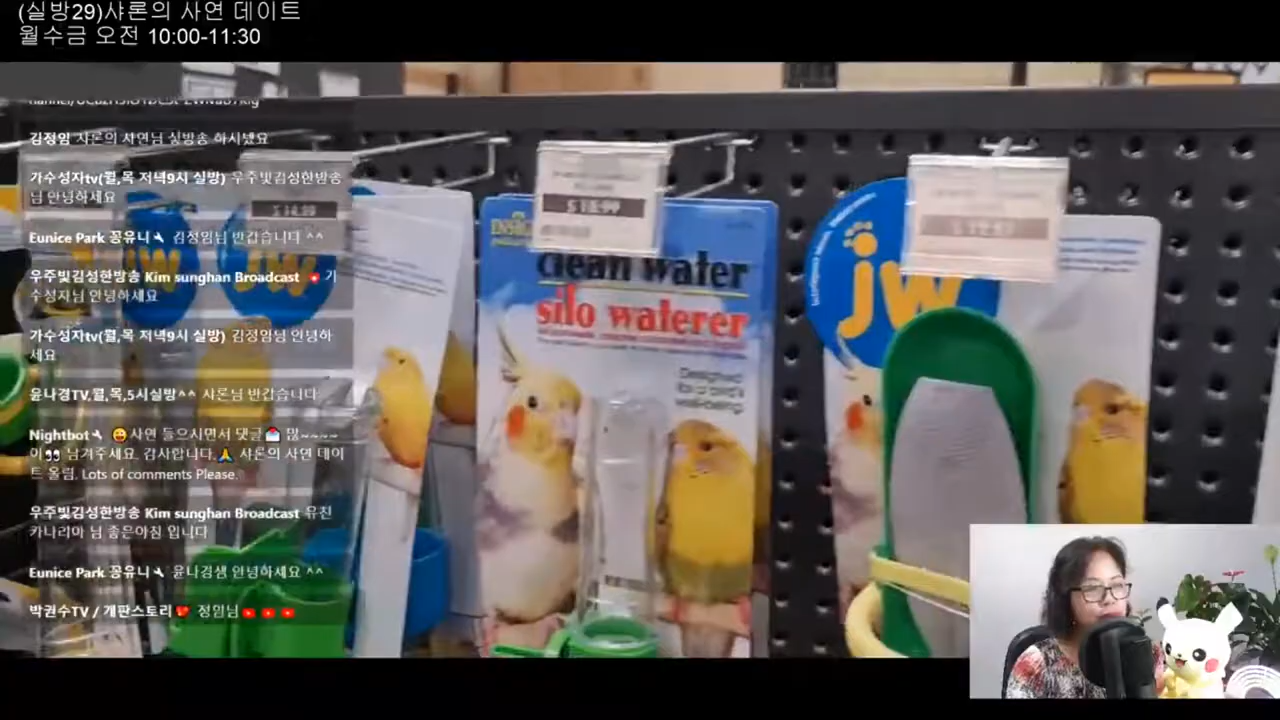 (실방29)샤론의 사연 데이트
월수금 오전 10:00-11:30
김정임 샤론의 사연님 실방송 하시넸요
가수성자tv(월,목 저녁9시 실방) 우주빛김성한방송
님 안녕하세요
Eunice Park 꽁유니 김정임님 반갑습니다 ^^
우주빛김성한방송 Kim sunghan Broadcast 가
수성자님 안녕하세요
가수성자tv(월,목 저녁9시 실방) 김정임님 안녕하
세요
윤나경TV,월,목,5시실방^^ 샤론님 반갑습니다
Nightbot 😀사연 들으시면서 댓글📩 많~~~~
이👀 남겨주세요. 감사합니다.🙏 샤론의 사연 데이
트 올림. Lots of comments Please.
우주빛김성한방송 Kim sunghan Broadcast 유친
카나리아 님 좋은아침 입니다
Eunice Park 꽁유니 윤나경샘 안녕하세요 ^^
박권수TV / 개판스토리 정임님
$14.99
clean water
silo waterer
Designed
for a bird's
well-being
jw
jw
jw